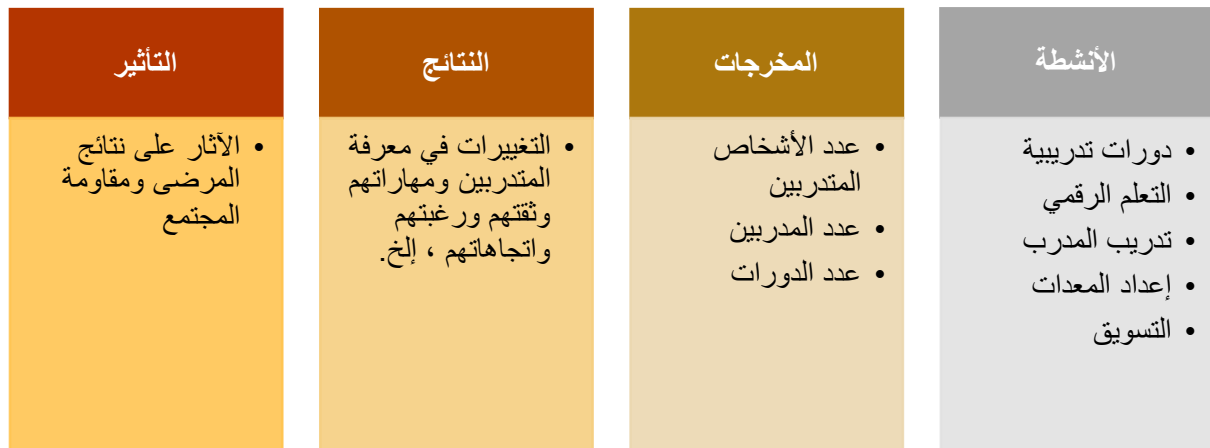 الأنشطة
• دورات تدريبية
• التعلم الرقمي
• تدريب المدرب
• إعداد المعدات
• التسويق
المخرجات
• عدد الأشخاص
المتدربين
• عدد المدربين
• عدد الدورات
النتائج
• التغييرات في معرفة
المتدربين ومهاراتهم
وثقتهم ورغبتهم
واتجاهاتهم ، إلخ.
التأثير
• الآثار على نتائج
المرضى ومقاومة
المجتمع